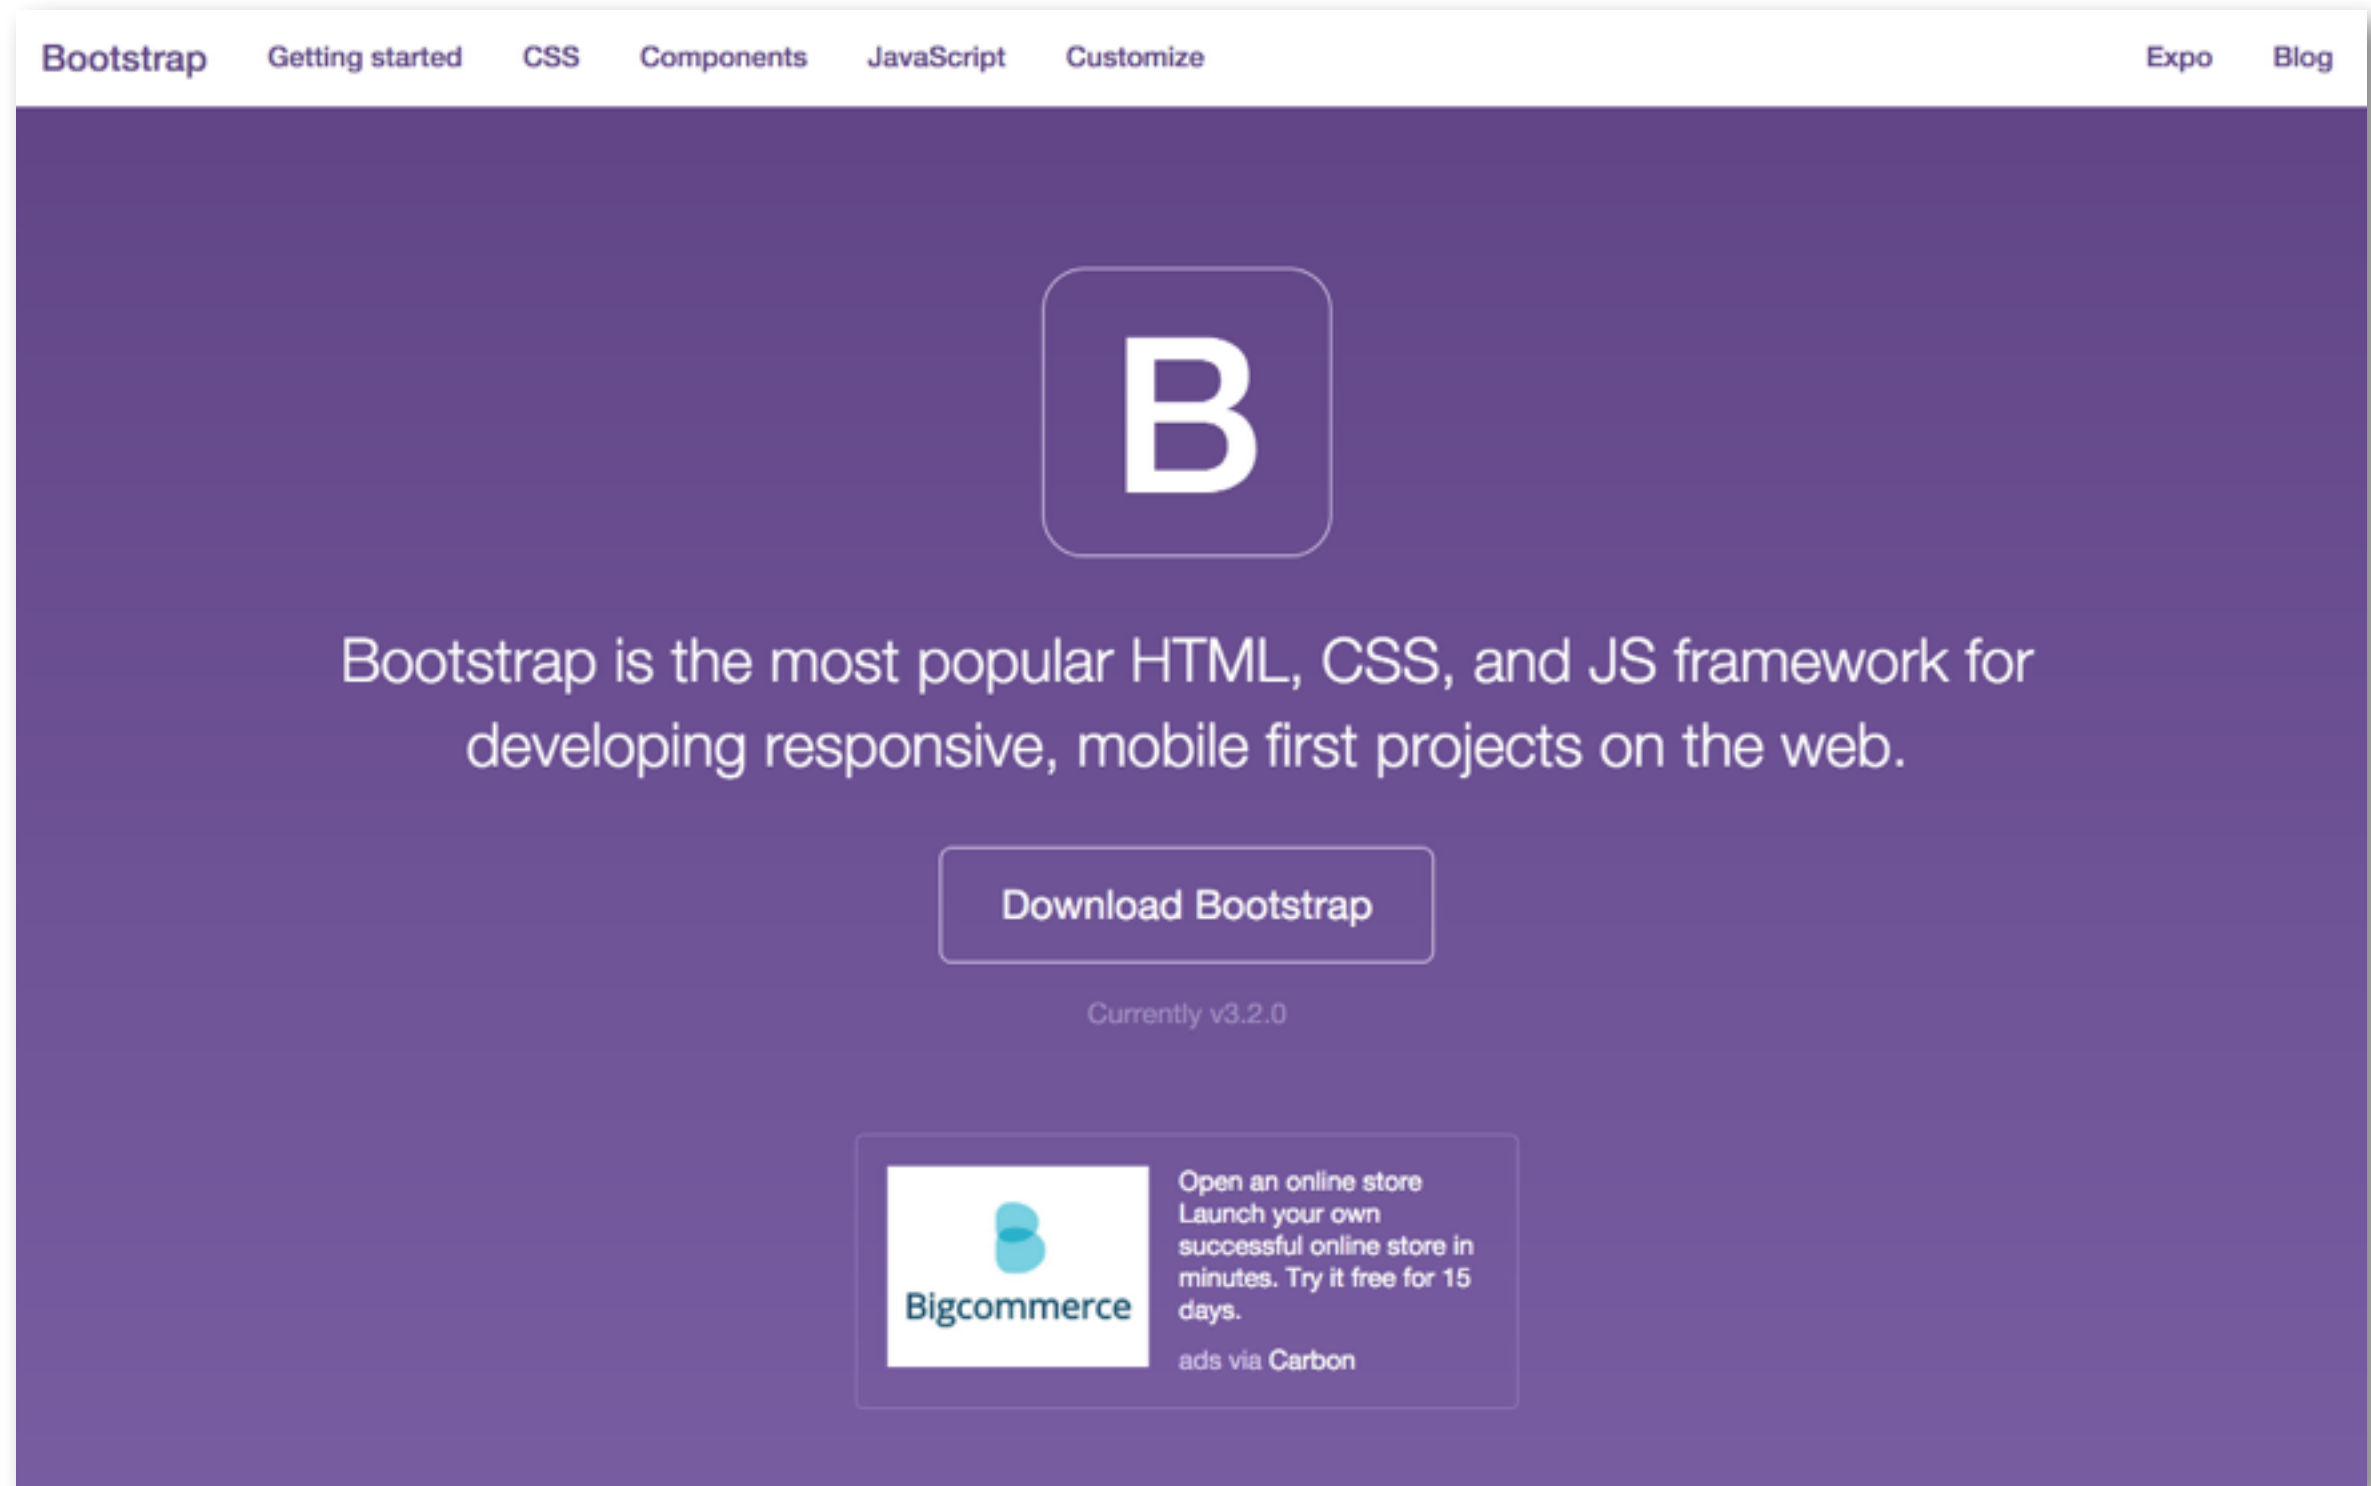 Bootstrap Getting started CSS Components JavaScript Customize Expo Blog
B
Bootstrap is the most popular HTML, CSS, and JS framework for
developing responsive, mobile first projects on the web.
Download Bootstrap
Currently v3.2.0
Bigcommerce
Open an online store
Launch your own
successful online store in
minutes. Try it free for 15
days.
ads via Carbon